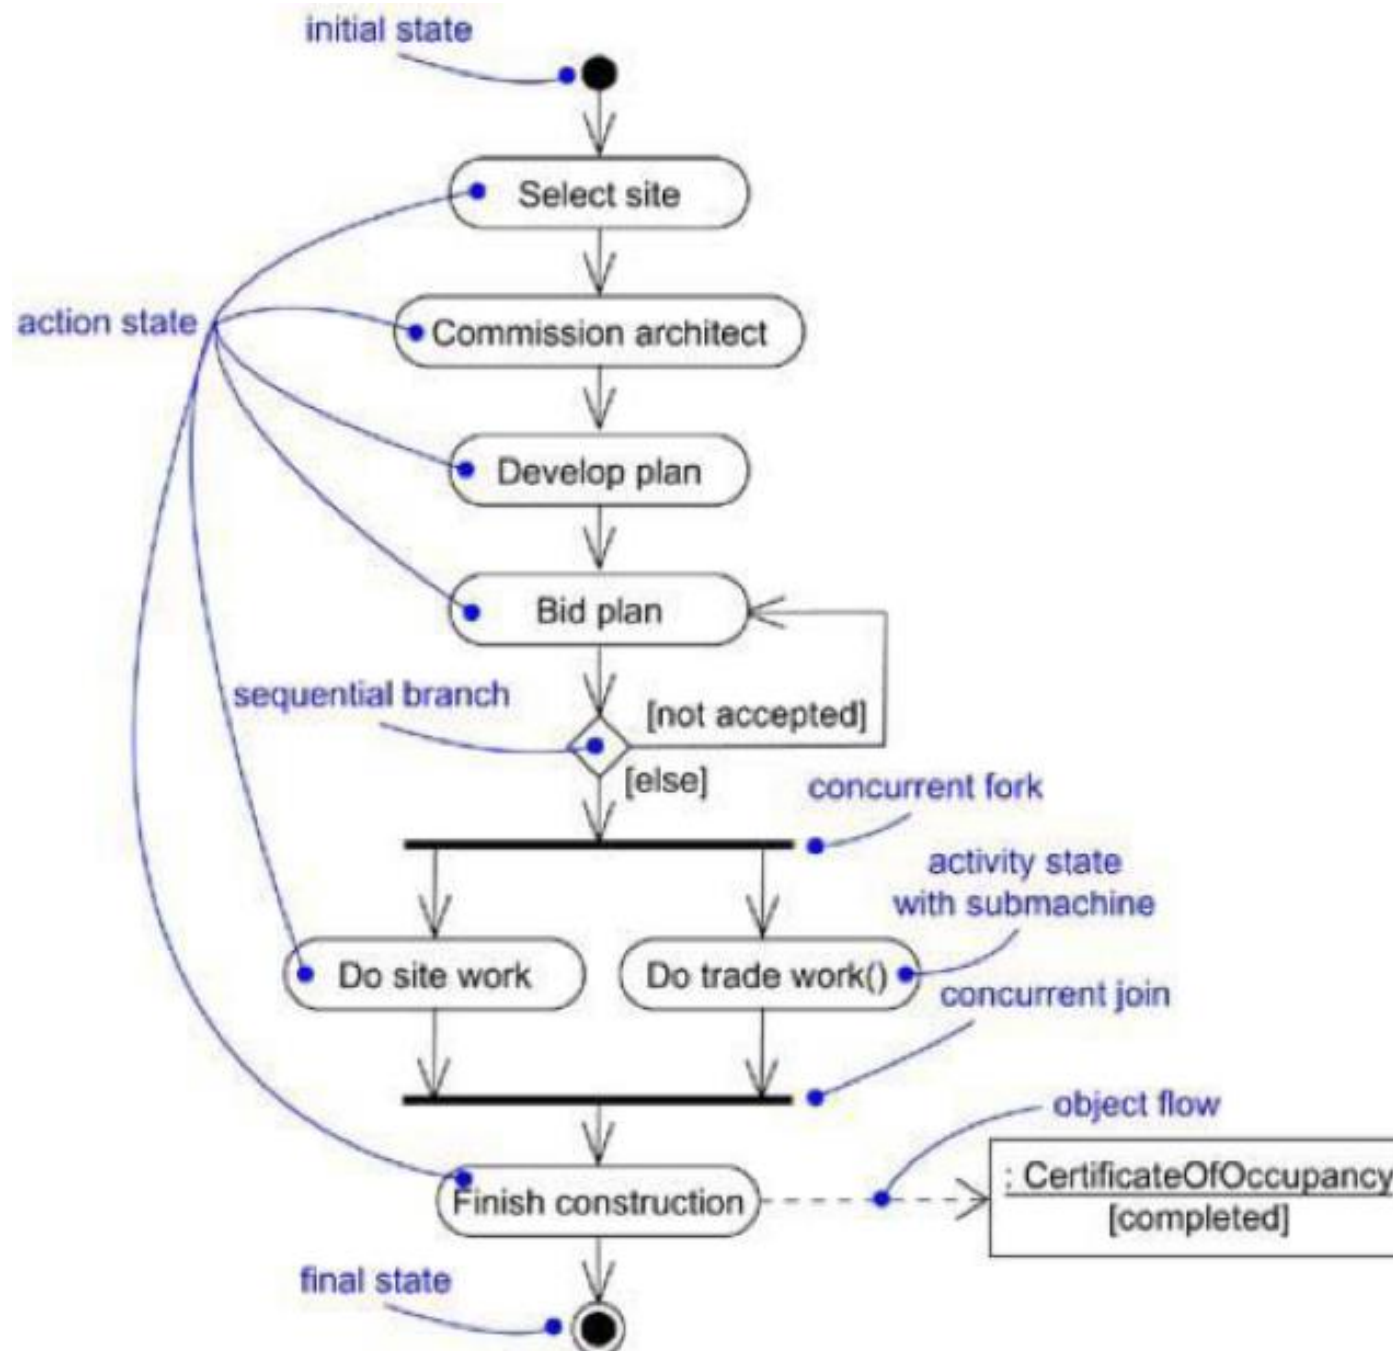 initial state
Select site
action state
Commission architect
Develop plan
Bid plan
sequential branch
[not accepted]
[else]
concurrent fork
activity state
with submachine
Do site work
Do trade work()
concurrent join
object flow
: CertificateOfOccupancy
[completed]
Finish construction
final state